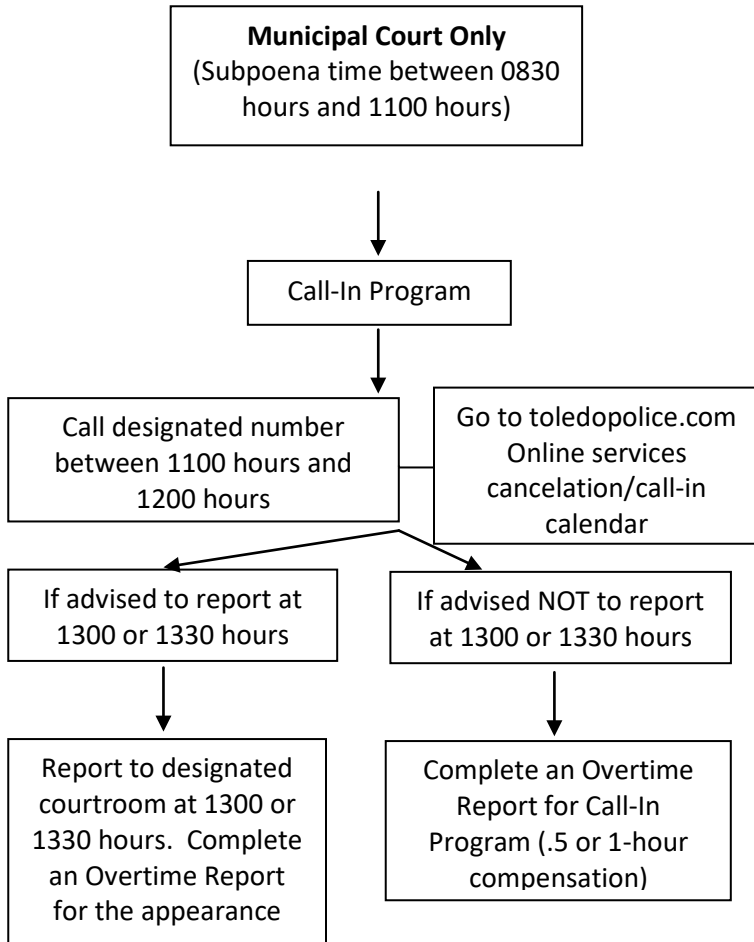 Municipal Court Only
(Subpoena time between 0830
hours and 1100 hours)
Call-In Program
Call designated number
between 1100 hours and
1200 hours
Go to toledopolice.com
Online services
cancelation/call-in
calendar
If advised to report at
1300 or 1330 hours
If advised NOT to report
at 1300 or 1330 hours
Report to designated
courtroom at 1300 or
1330 hours. Complete
an Overtime Report
for the appearance
Complete an Overtime
Report for Call-In
Program (.5 or 1-hour
compensation)